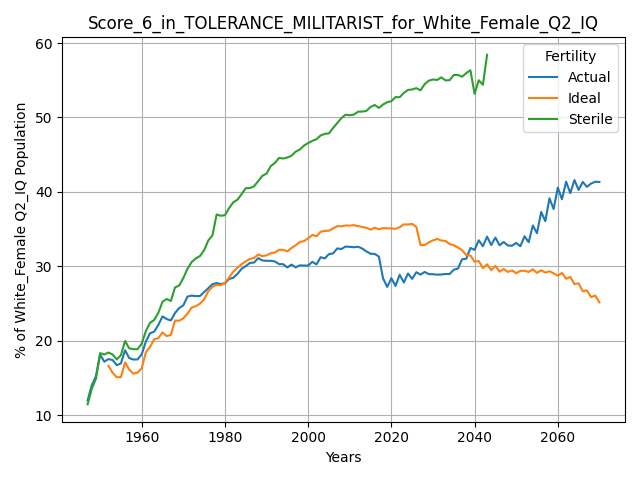 Score_6_in_TOLERANCE_MILITARIST_for_White_Female_Q2_IQ
% of White_Female Q2_IQ Population
60
50
40
30
20
10
Fertility
Actual
Ideal
Sterile
1960
1980
2000
2020
2040
2060
Years